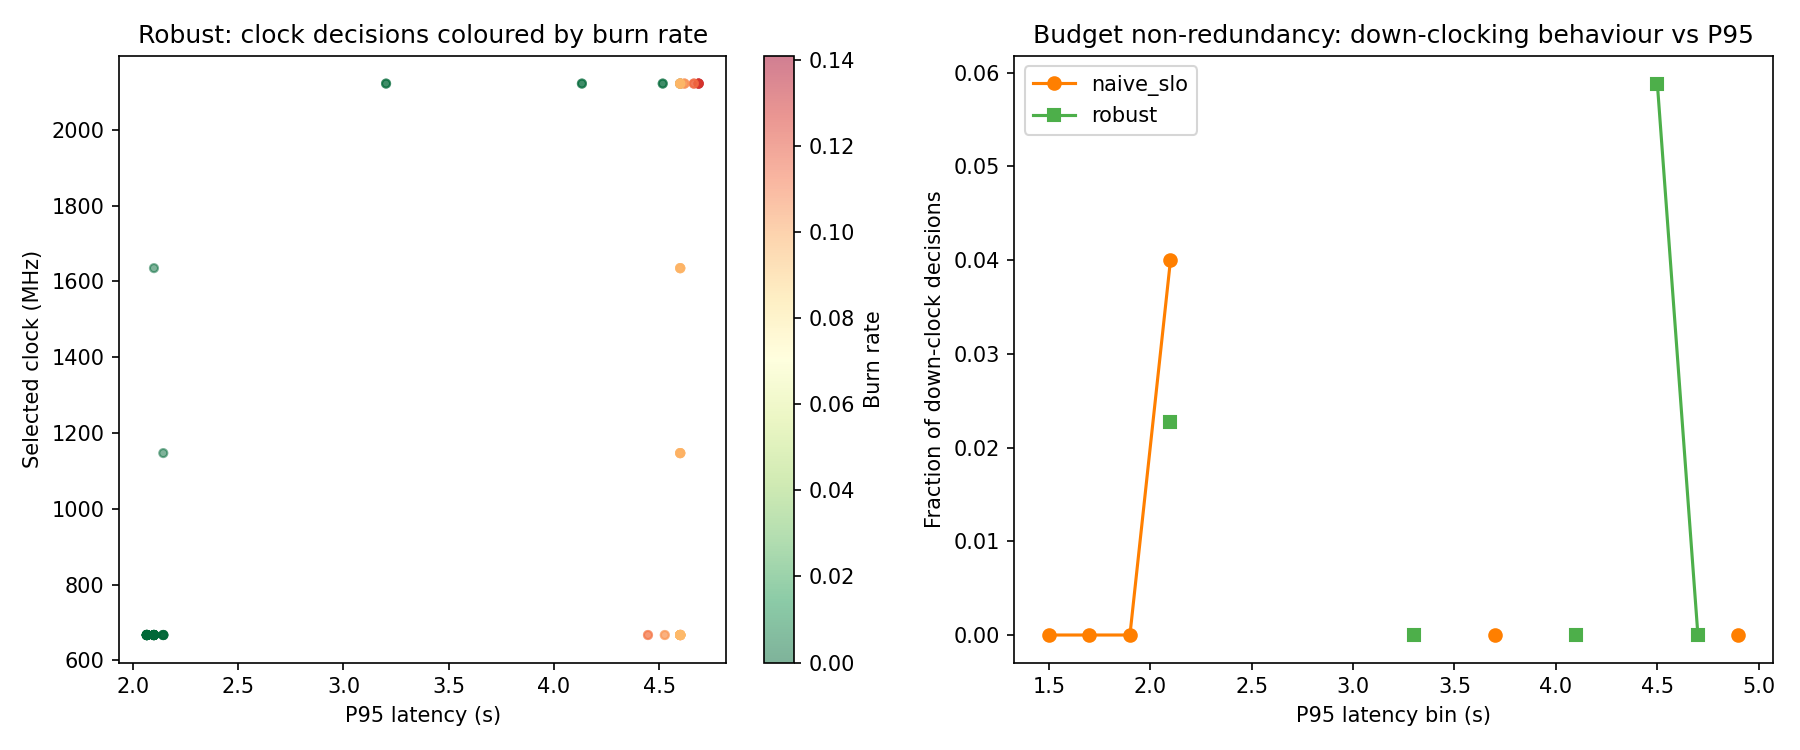 Robust: clock decisions coloured by burn rate
Selected clock (MHz)
2000
1800
1600
1400
1200
1000
800
600
2.0 2.5 3.0 3.5 4.0 4.5
P95 latency (s)
0.14
0.12
0.10
0.08
0.06
0.04
0.02
0.00
Burn rate
Budget non-redundancy: down-clocking behaviour vs P95
naive_slo
robust
Fraction of down-clock decisions
0.06
0.05
0.04
0.03
0.02
0.01
0.00
1.5 2.0 2.5 3.0 3.5 4.0 4.5 5.0
P95 latency bin (s)